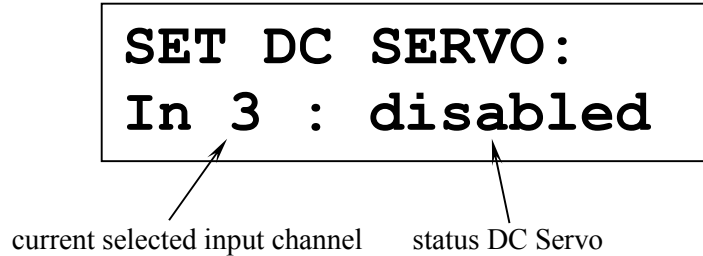 SET DC SERVO:
In 3 : disabled
current selected input channel
status DC Servo